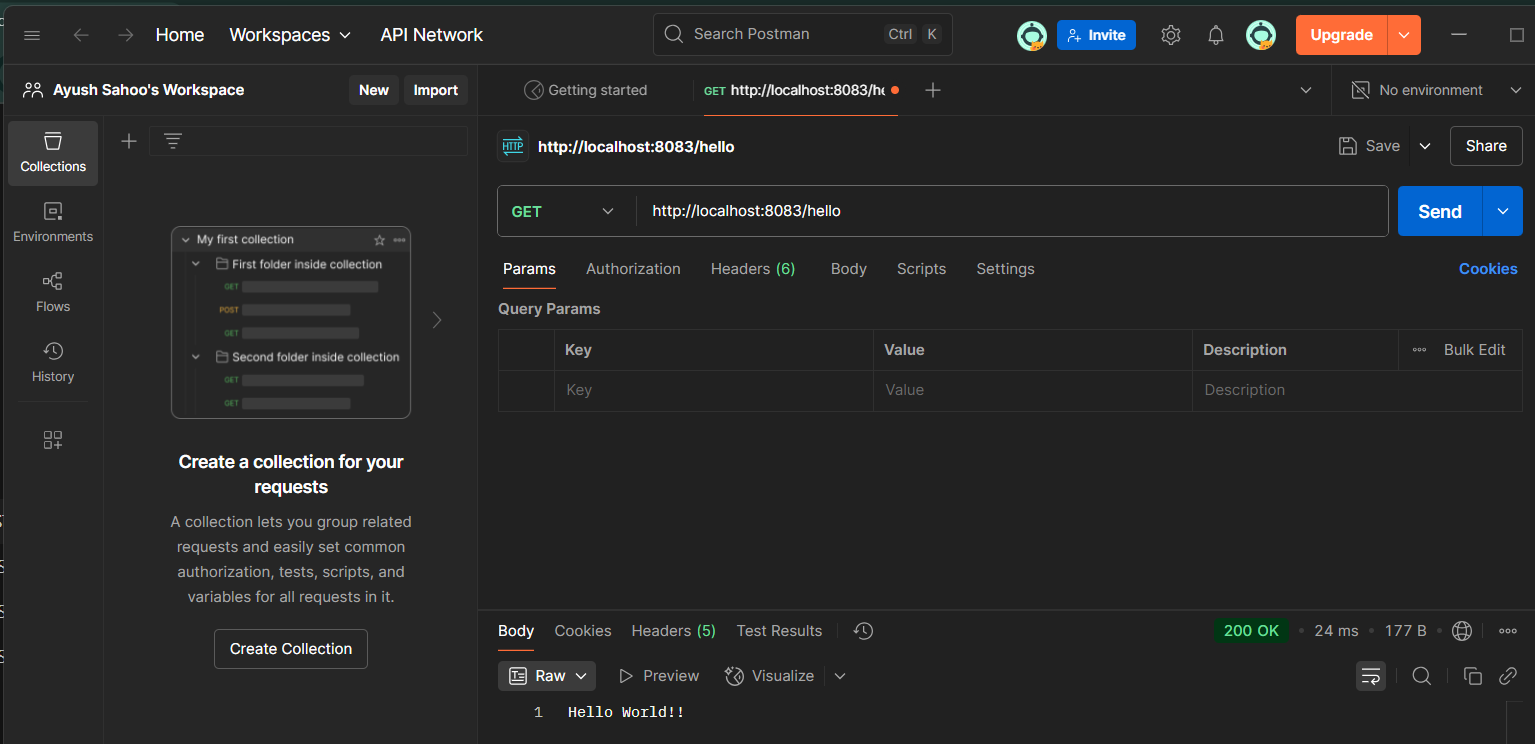 Home Workspaces API Network Search Postman Ctrl K Invite Upgrade
Ayush Sahoo's Workspace New Import Getting started GET http://localhost:8083/he No environment
Collections
Environments
Flows
History
My first collection
First folder inside collection
GET
POST
GET
Second folder inside collection
GET
GET
Create a collection for your
requests
A collection lets you group related
requests and easily set common
authorization, tests, scripts, and
variables for all requests in it.
Create Collection
HTTP http://localhost:8083/hello Save Share
GET http://localhost:8083/hello Send
Params Authorization Headers (6) Body Scripts Settings Cookies
Query Params
Key Value Description Bulk Edit
Key Value Description
Body Cookies Headers (5) Test Results 200 OK 24 ms 177 B
Raw Preview Visualize
1 Hello World!!